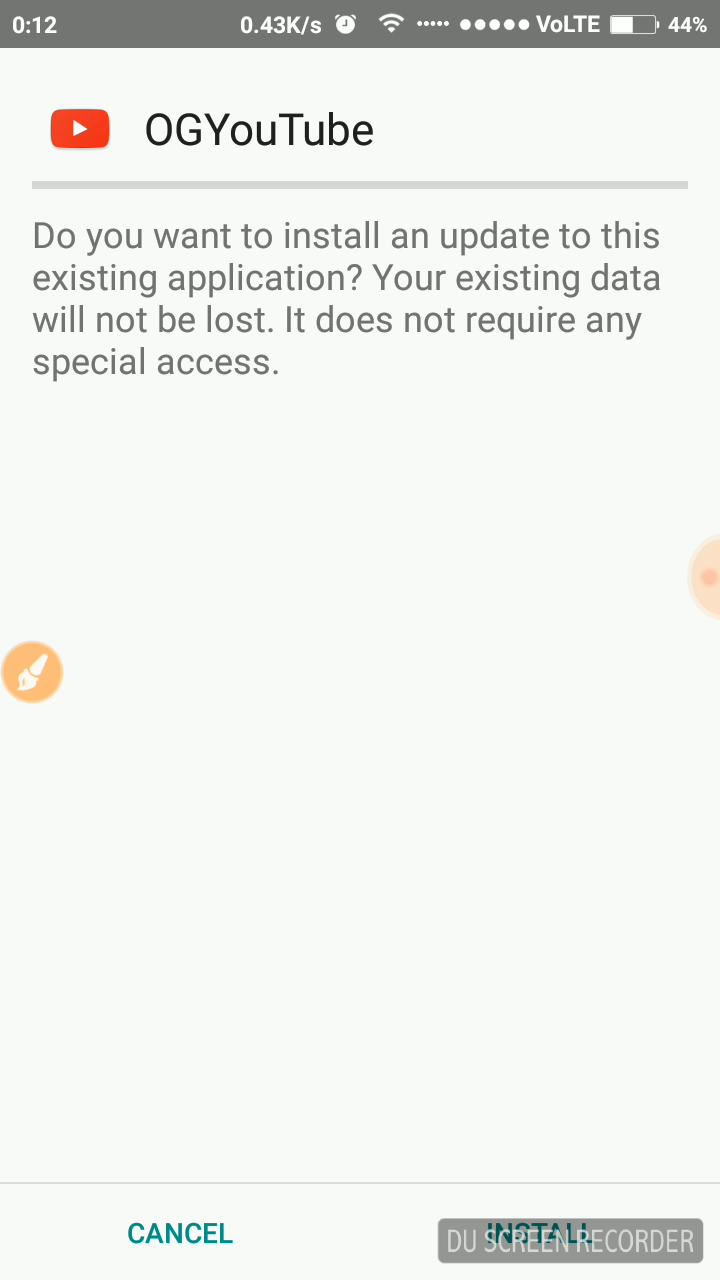 0:12 0.43K/s VoLTE 44%
OGYouTube
Do you want to install an update to this
existing application? Your existing data
will not be lost. It does not require any
special access.
CANCEL INSTALL
DU SCREEN RECORDER